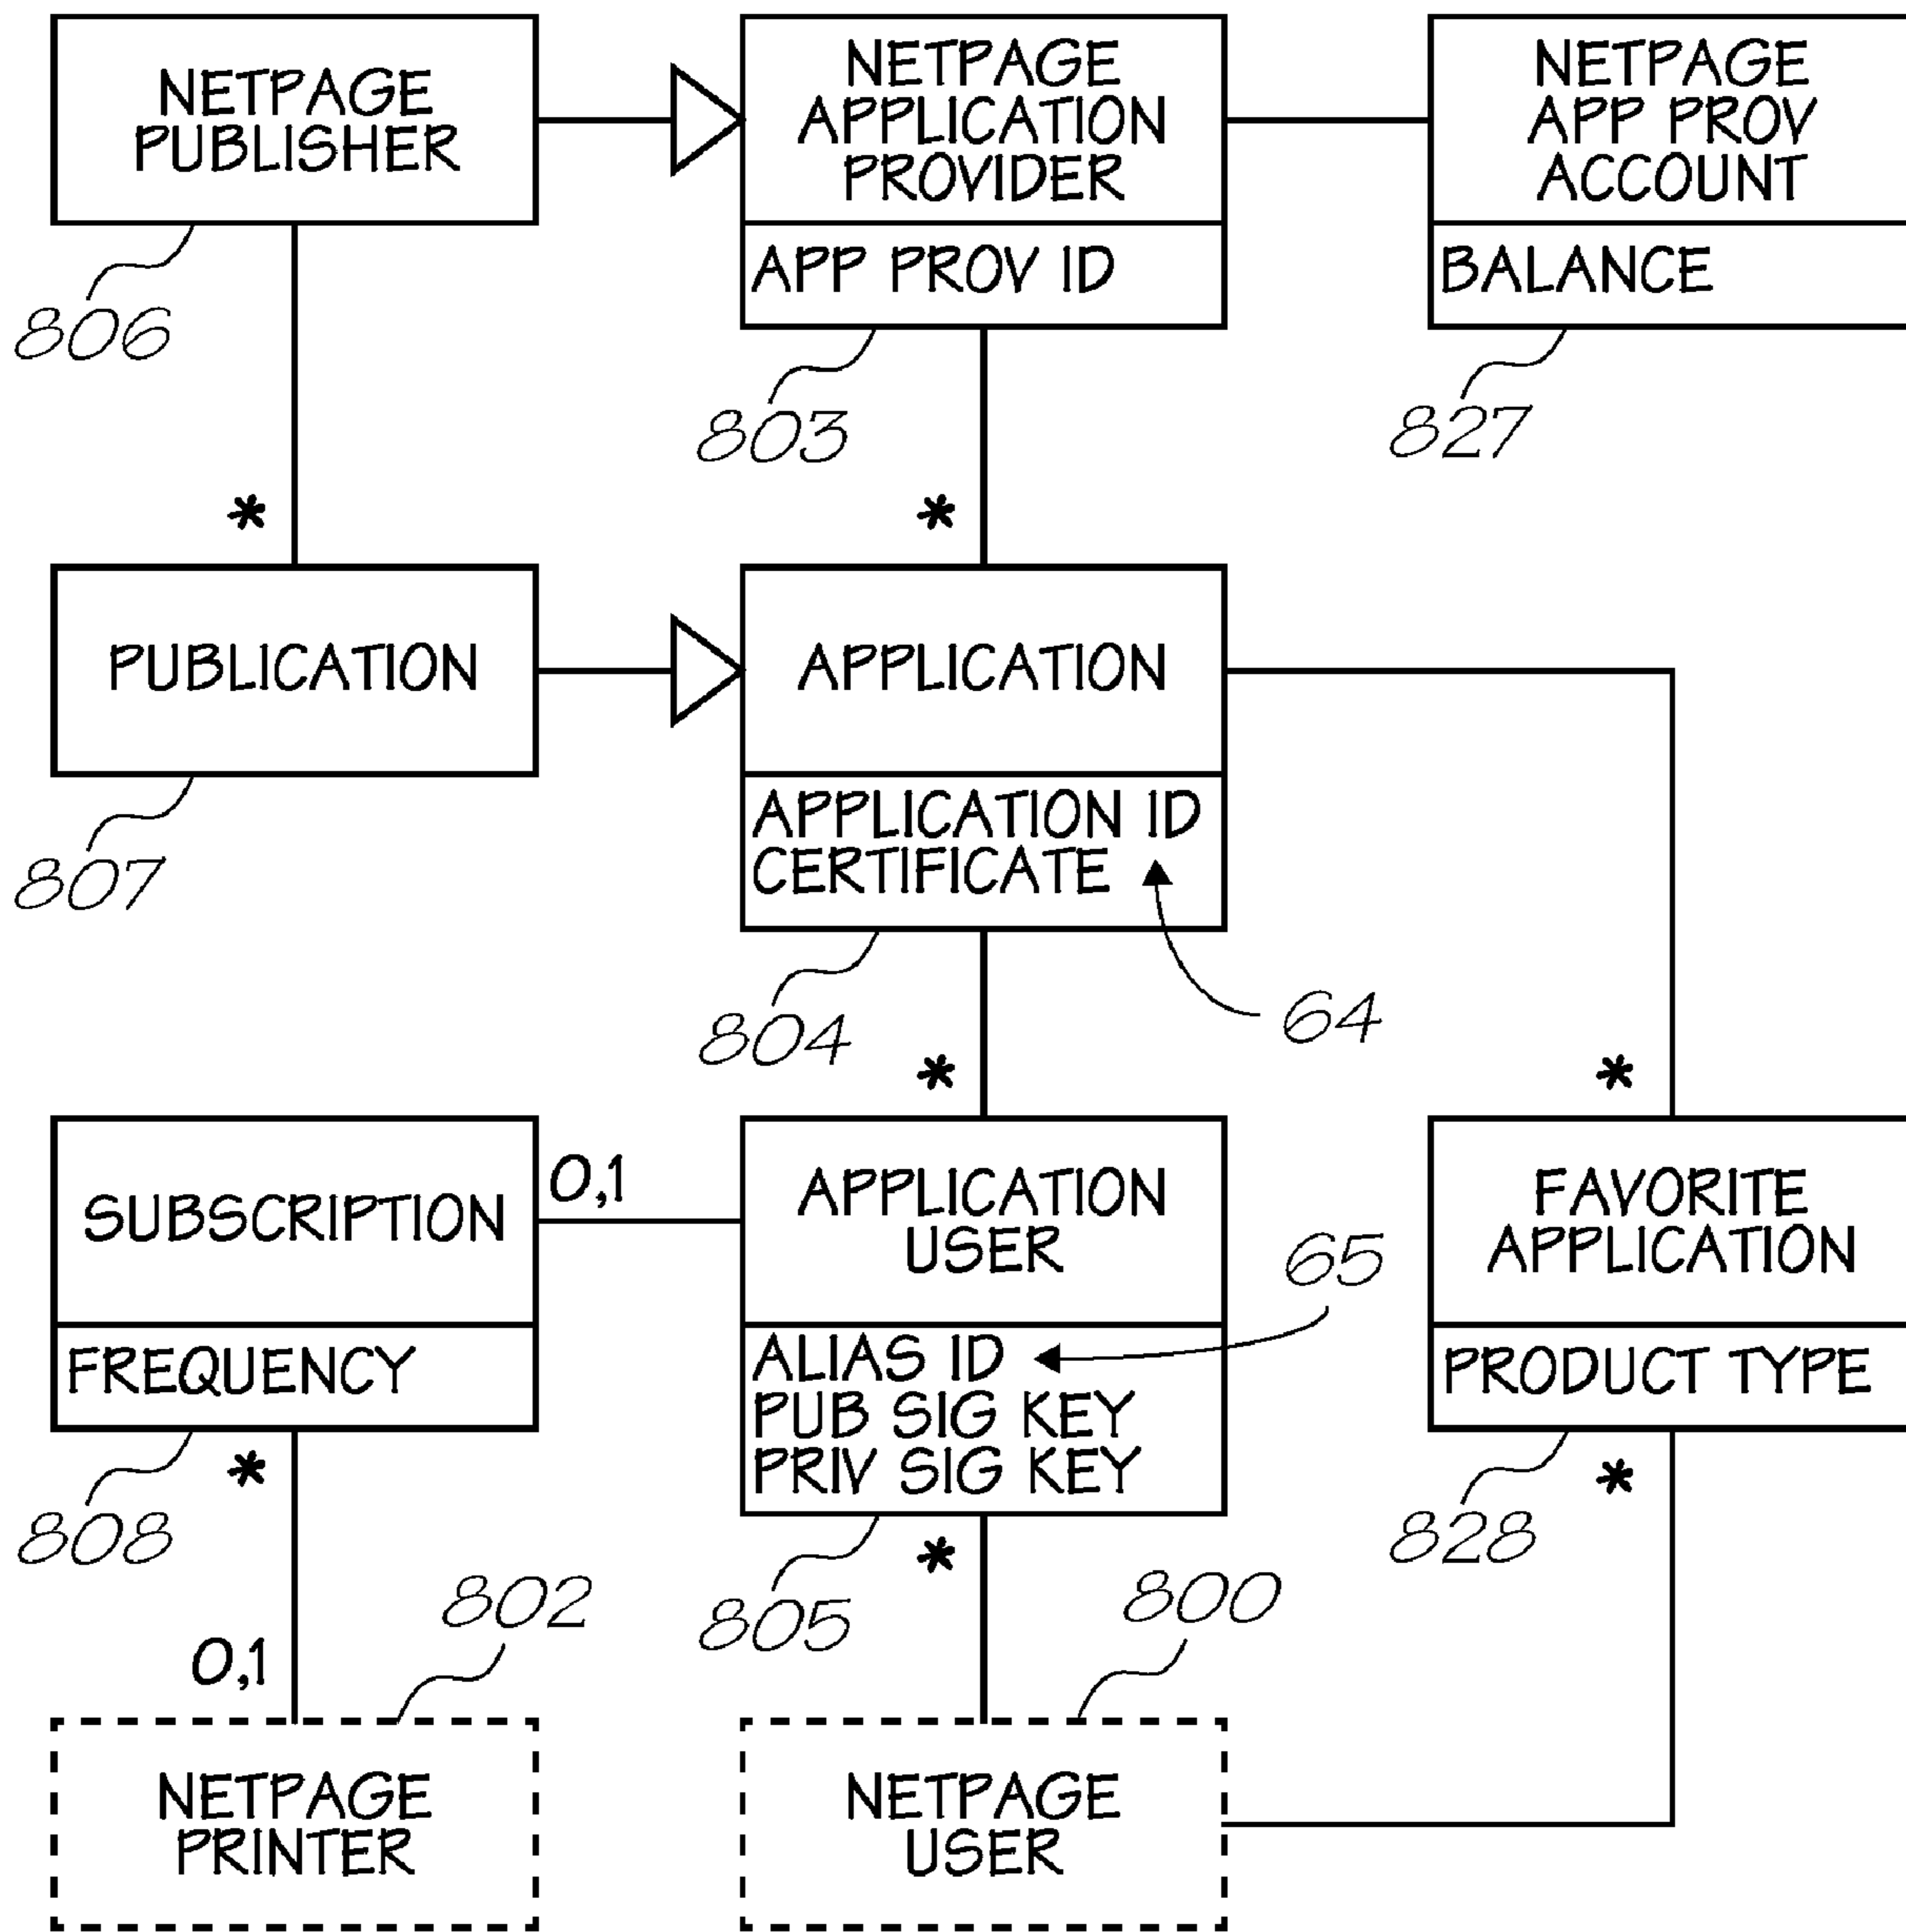 NETPAGE
PUBLISHER
NETPAGE
APPLICATION
PROVIDER
APP PROV ID
NETPAGE
APP PROV
ACCOUNT
BALANCE
806
803
827
*
*
PUBLICATION
APPLICATION
APPLICATION ID
CERTIFICATE
807
804
64
*
*
SUBSCRIPTION
FREQUENCY
0,1
APPLICATION
USER
ALIAS ID
PUB SIG KEY
PRIV SIG KEY
65
FAVORITE
APPLICATION
PRODUCT TYPE
808
*
802
805
*
800
828
*
0,1
NETPAGE
PRINTER
NETPAGE
USER